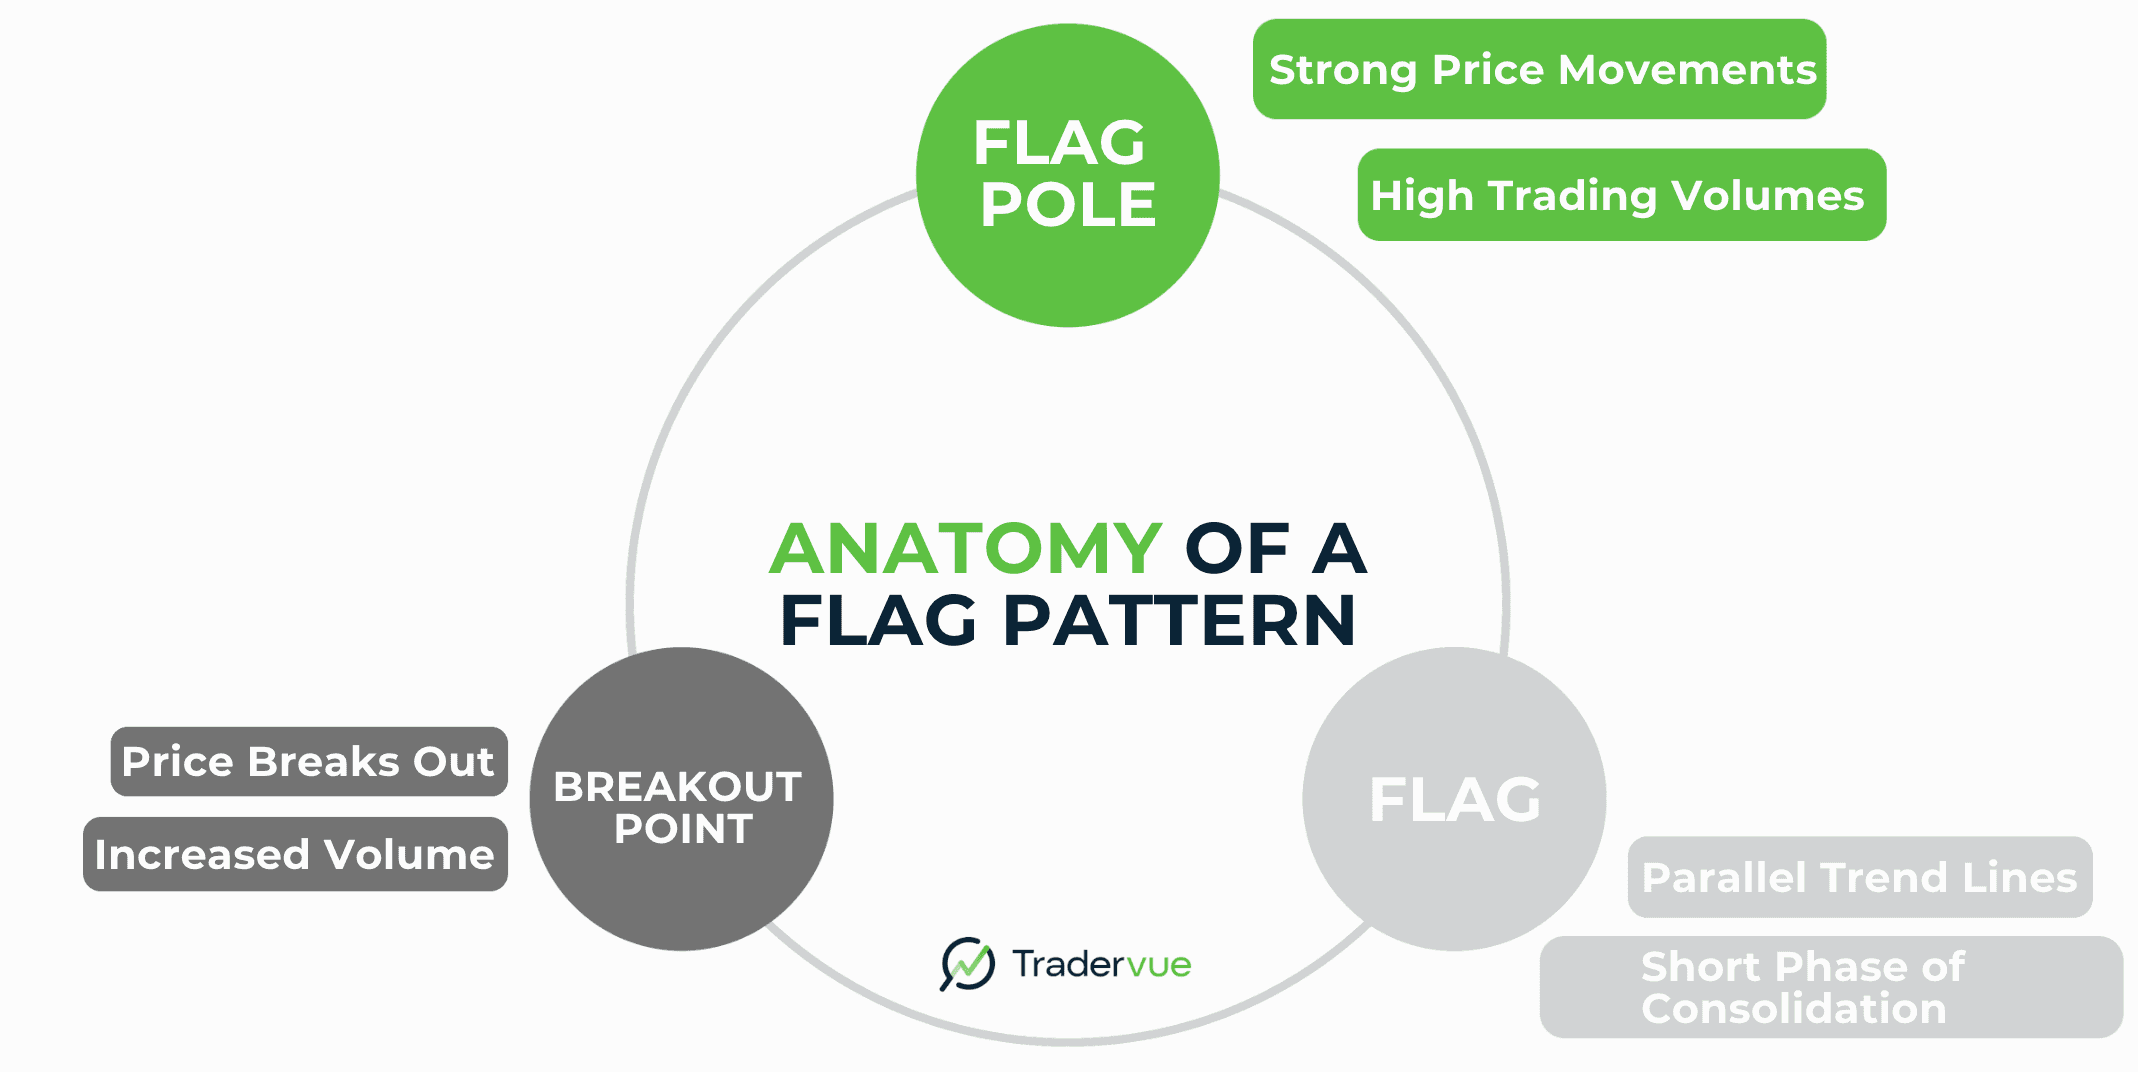 FLAG
POLE
Strong Price Movements
High Trading Volumes
ANATOMY OF A
FLAG PATTERN
BREAKOUT
POINT
Price Breaks Out
Increased Volume
FLAG
Parallel Trend Lines
Short Phase of
Consolidation
Tradervue